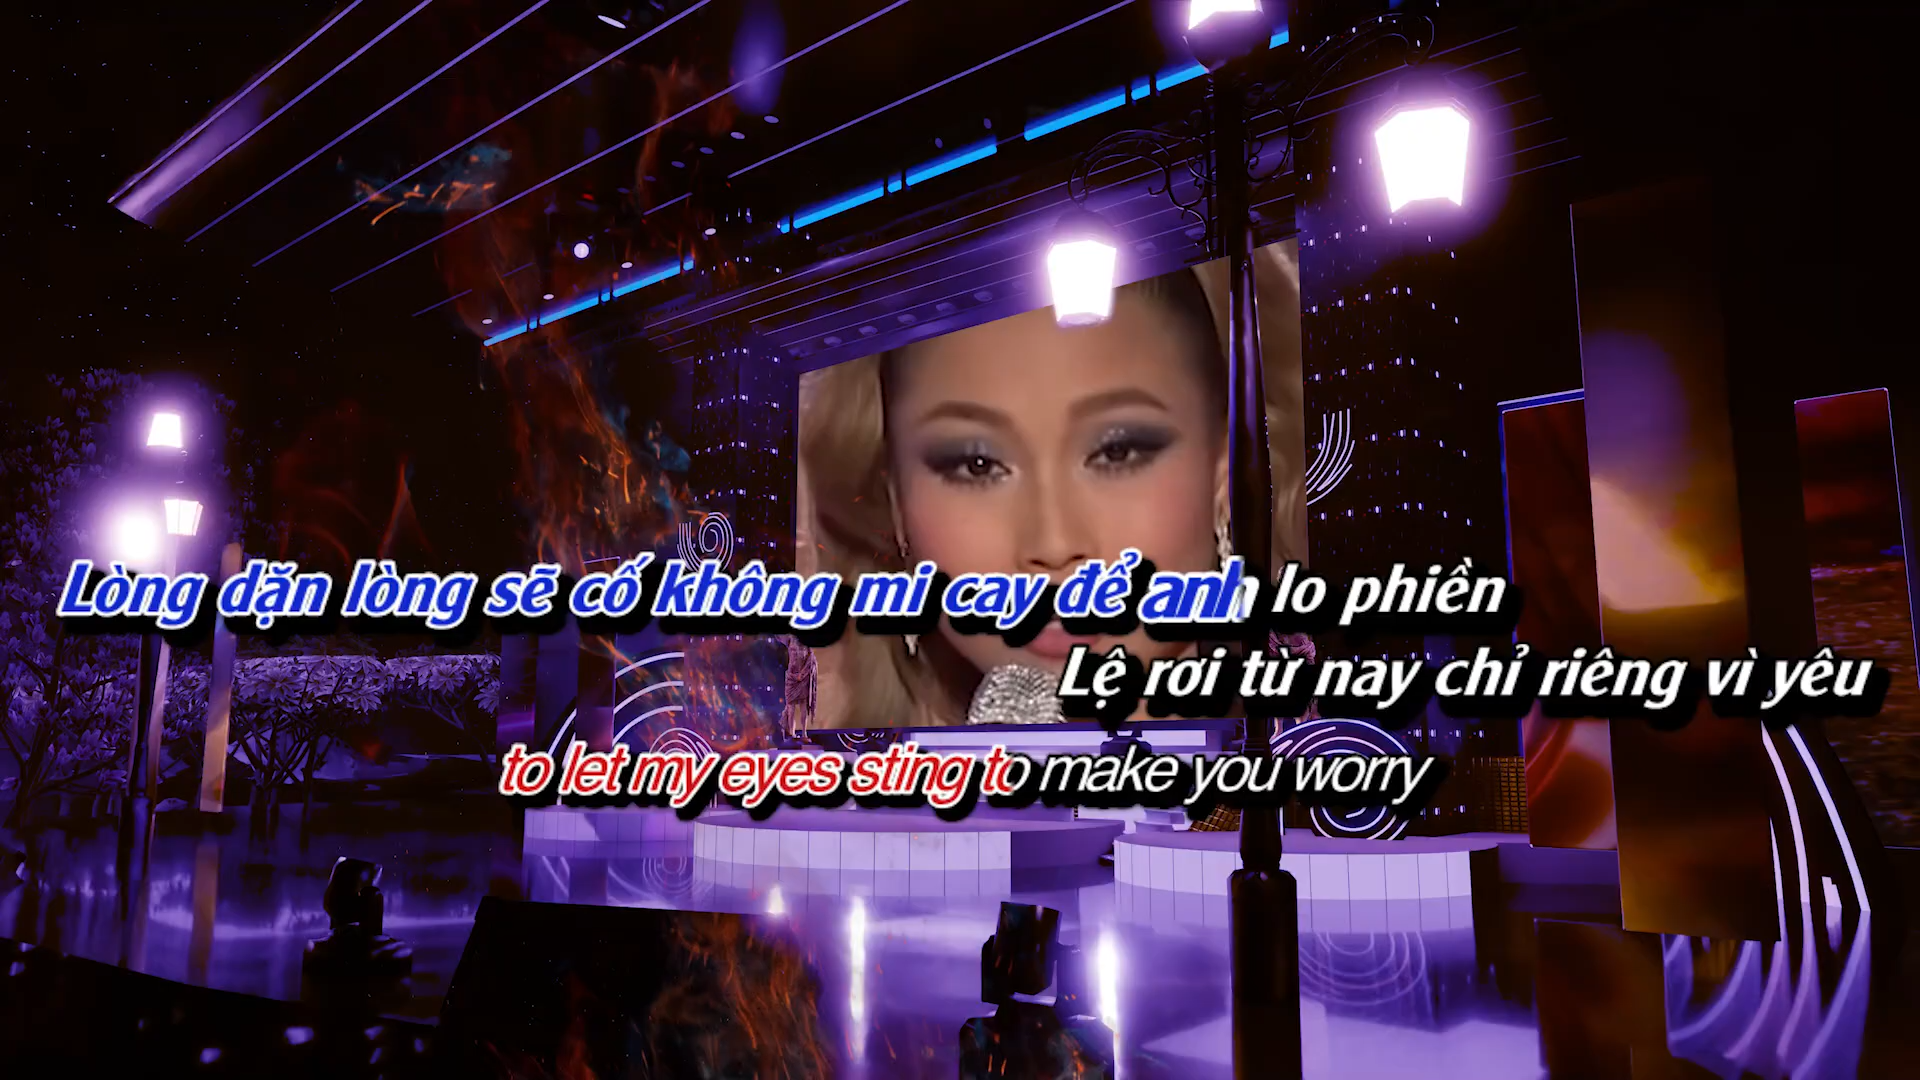 Lòng dặn lòng sẽ cố không mi cay để anh lo phiền
Lệ rơi từ nay chỉ riêng vì yêu
to let my eyes sting to make you worry